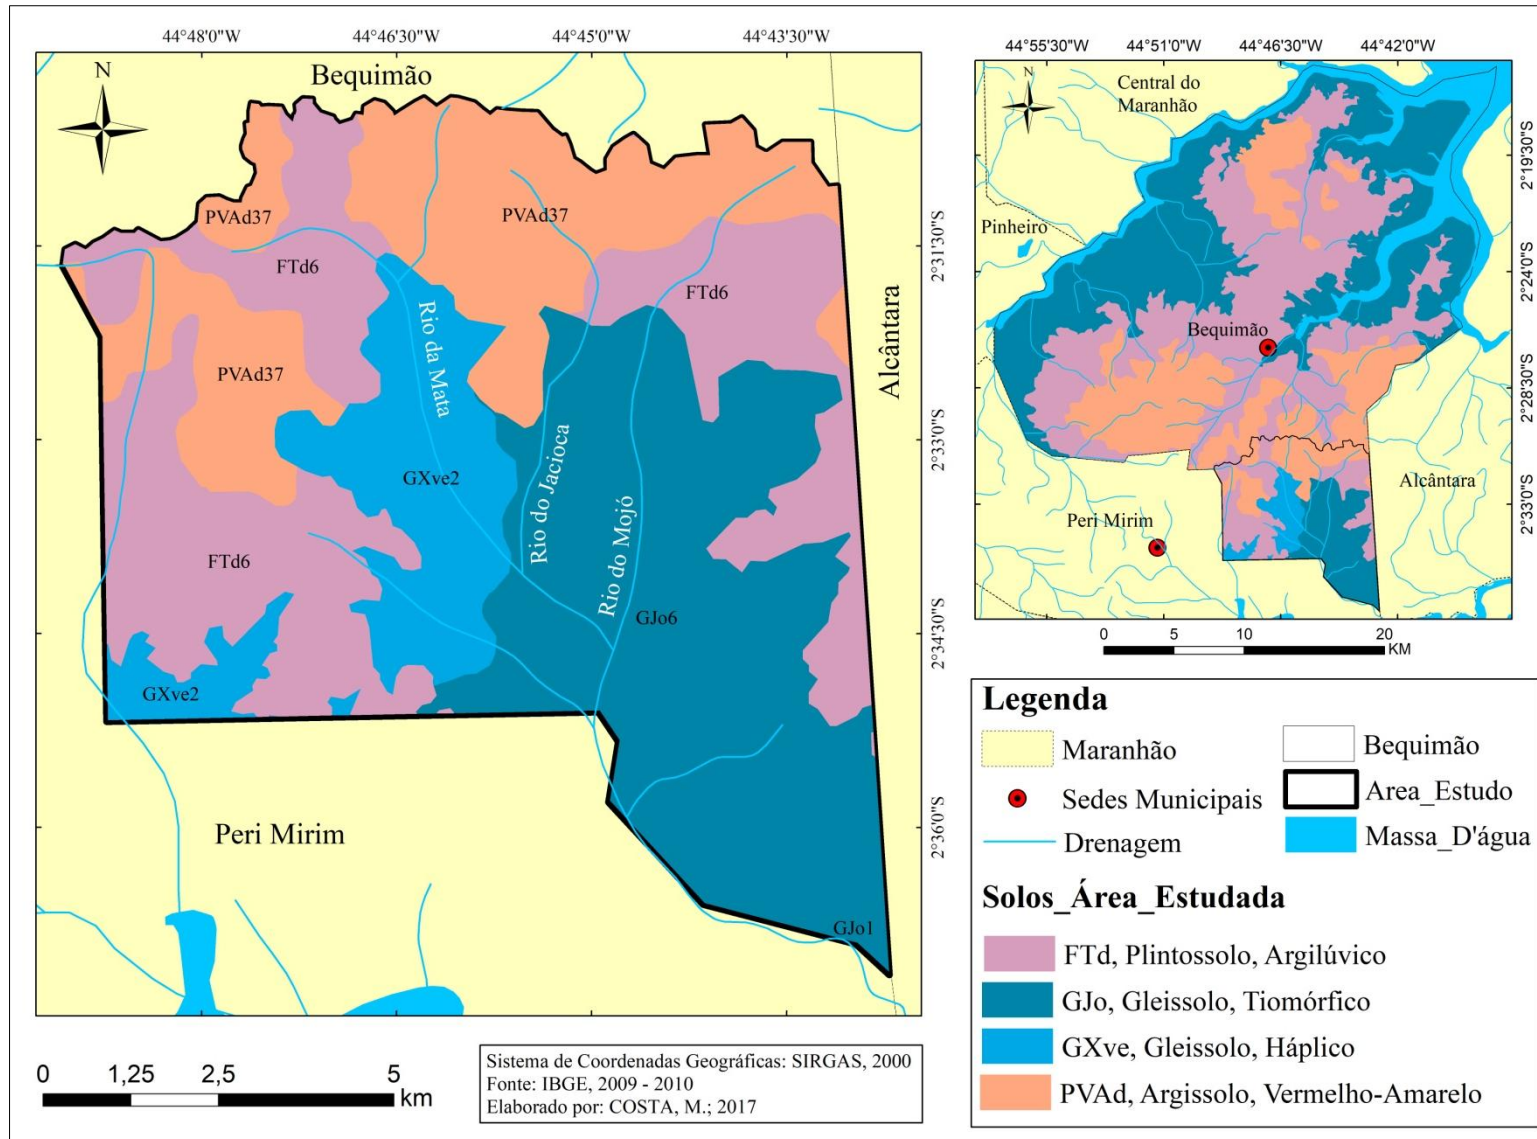 44°48'0"W
44°46'30"W
44°45'0"W
44°43'30"W
N
Bequimão
PVAd37
PVAd37
FTd6
FTd6
2°31'30"S
Rio da Mata
Alcântara
PVAd37
2°33'0"S
GXve2
Rio do Jacioca
Rio do Mojó
FTd6
GJo6
2°34'30"S
GXve2
Peri Mirim
2°36'0"S
GJo1
0 1,25 2,5 5
km
Sistema de Coordenadas Geográficas: SIRGAS, 2000
Fonte: IBGE, 2009 - 2010
Elaborado por: COSTA, M.; 2017
44°55'30"W
44°51'0"W
44°46'30"W
44°42'0"W
N
Central do
Maranhão
2°19'30"S
Pinheiro
2°24'0"S
Bequimão
2°28'30"S
Alcântara
2°33'0"S
Peri Mirim
0 5 10 20
KM
Legenda
Maranhão
Bequimão
Sedes Municipais
Area_Estudo
Drenagem
Massa_D'água
Solos_Área_Estudada
FTd, Plintossolo, Argilúvico
GJo, Gleissolo, Tiomórfico
GXve, Gleissolo, Háplico
PVAd, Argissolo, Vermelho-Amarelo